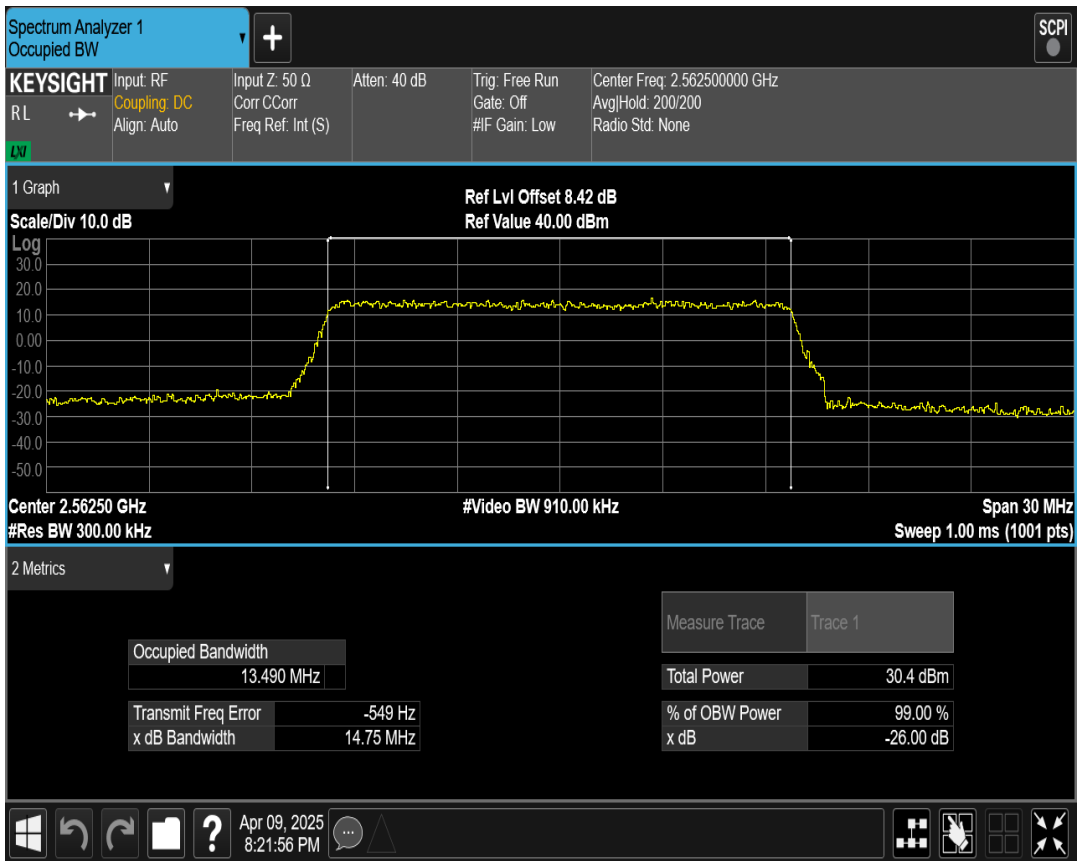 Spectrum Analyzer 1
Occupied BW
+
SCPI
KEYSIGHT
RL
LXI
Input: RF
Coupling: DC
Align: Auto
Input Z: 50 Ω
Corr CCorr
Freq Ref: Int (S)
Atten: 40 dB
Trig: Free Run
Gate: Off
#IF Gain: Low
Center Freq: 2.562500000 GHz
Avg|Hold: 200/200
Radio Std: None
1 Graph
Scale/Div 10.0 dB
Ref Lvl Offset 8.42 dB
Ref Value 40.00 dBm
Log
30.0
20.0
10.0
0.00
-10.0
-20.0
-30.0
-40.0
-50.0
Center 2.56250 GHz
#Video BW 910.00 kHz
Span 30 MHz
#Res BW 300.00 kHz
Sweep 1.00 ms (1001 pts)
2 Metrics
Measure Trace Trace 1
Occupied Bandwidth
13.490 MHz
Total Power 30.4 dBm
Transmit Freq Error -549 Hz
% of OBW Power 99.00 %
x dB Bandwidth 14.75 MHz
x dB -26.00 dB
?
Apr 09, 2025
8:21:56 PM